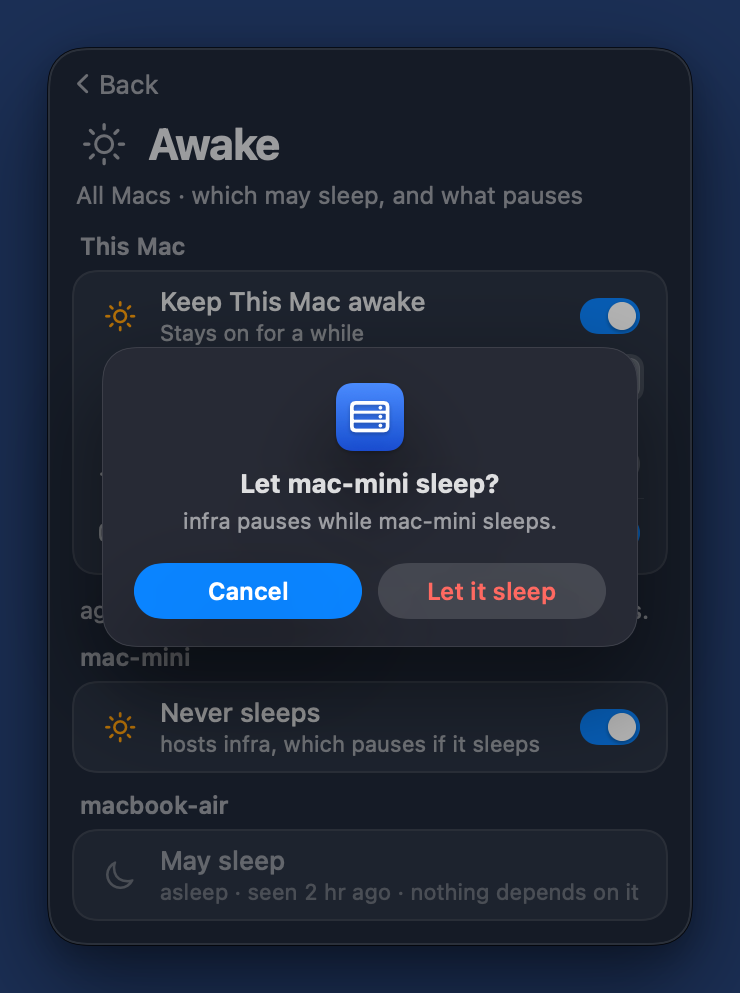 Back
Awake
All Macs · which may sleep, and what pauses
This Mac
Keep This Mac awake
Stays on for a while
Let mac-mini sleep?
infra pauses while mac-mini sleeps.
Cancel
Let it sleep
mac-mini
Never sleeps
hosts infra, which pauses if it sleeps
macbook-air
May sleep
asleep · seen 2 hr ago · nothing depends on it